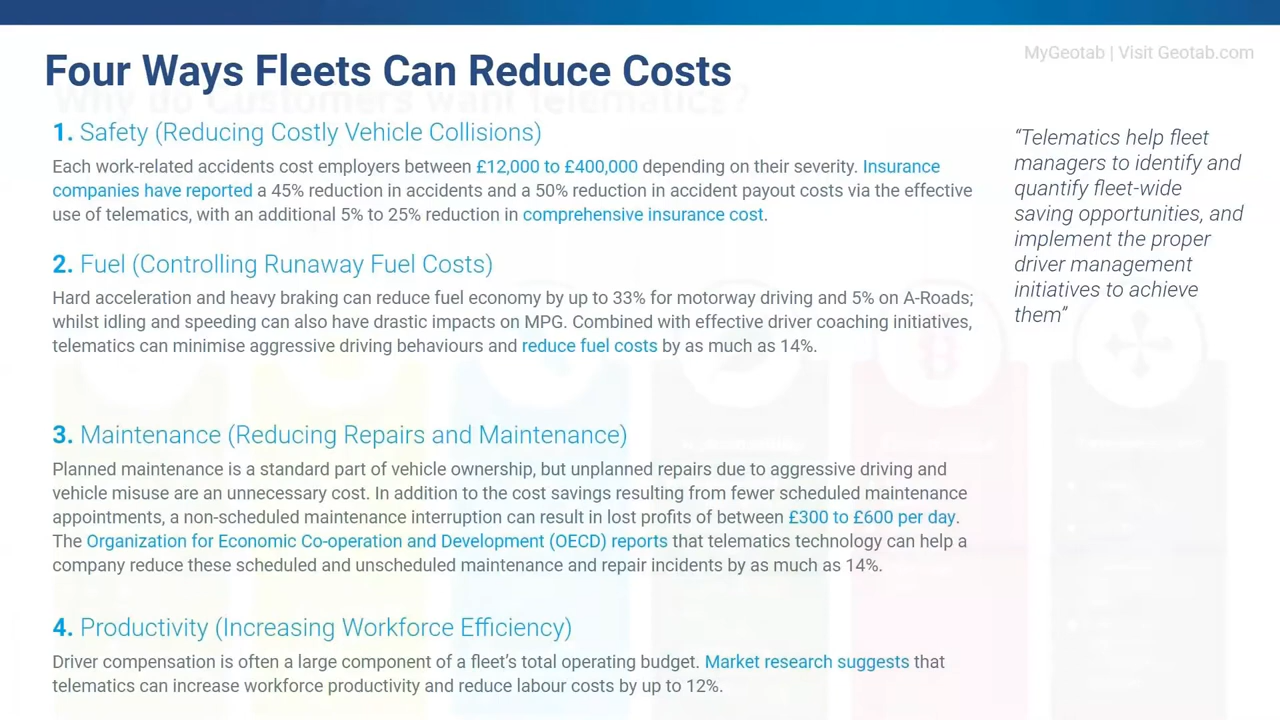 MyGeotab | Visit Geotab.com
Four Ways Fleets Can Reduce Costs
Why do Customers want telematics?
1. Safety (Reducing Costly Vehicle Collisions)
Each work-related accidents cost employers between £12,000 to £400,000 depending on their severity. Insurance
companies have reported a 45% reduction in accidents and a 50% reduction in accident payout costs via the effective
use of telematics, with an additional 5% to 25% reduction in comprehensive insurance cost.
2. Fuel (Controlling Runaway Fuel Costs)
Hard acceleration and heavy braking can reduce fuel economy by up to 33% for motorway driving and 5% on A-Roads;
whilst idling and speeding can also have drastic impacts on MPG. Combined with effective driver coaching initiatives,
telematics can minimise aggressive driving behaviours and reduce fuel costs by as much as 14%.
3. Maintenance (Reducing Repairs and Maintenance)
Planned maintenance is a standard part of vehicle ownership, but unplanned repairs due to aggressive driving and
vehicle misuse are an unnecessary cost. In addition to the cost savings resulting from fewer scheduled maintenance
appointments, a non-scheduled maintenance interruption can result in lost profits of between £300 to £600 per day.
The Organization for Economic Co-operation and Development (OECD) reports that telematics technology can help a
company reduce these scheduled and unscheduled maintenance and repair incidents by as much as 14%.
4. Productivity (Increasing Workforce Efficiency)
Driver compensation is often a large component of a fleet's total operating budget. Market research suggests that
telematics can increase workforce productivity and reduce labour costs by up to 12%.
“Telematics help fleet
managers to identify and
quantify fleet-wide
saving opportunities, and
implement the proper
driver management
initiatives to achieve
them”